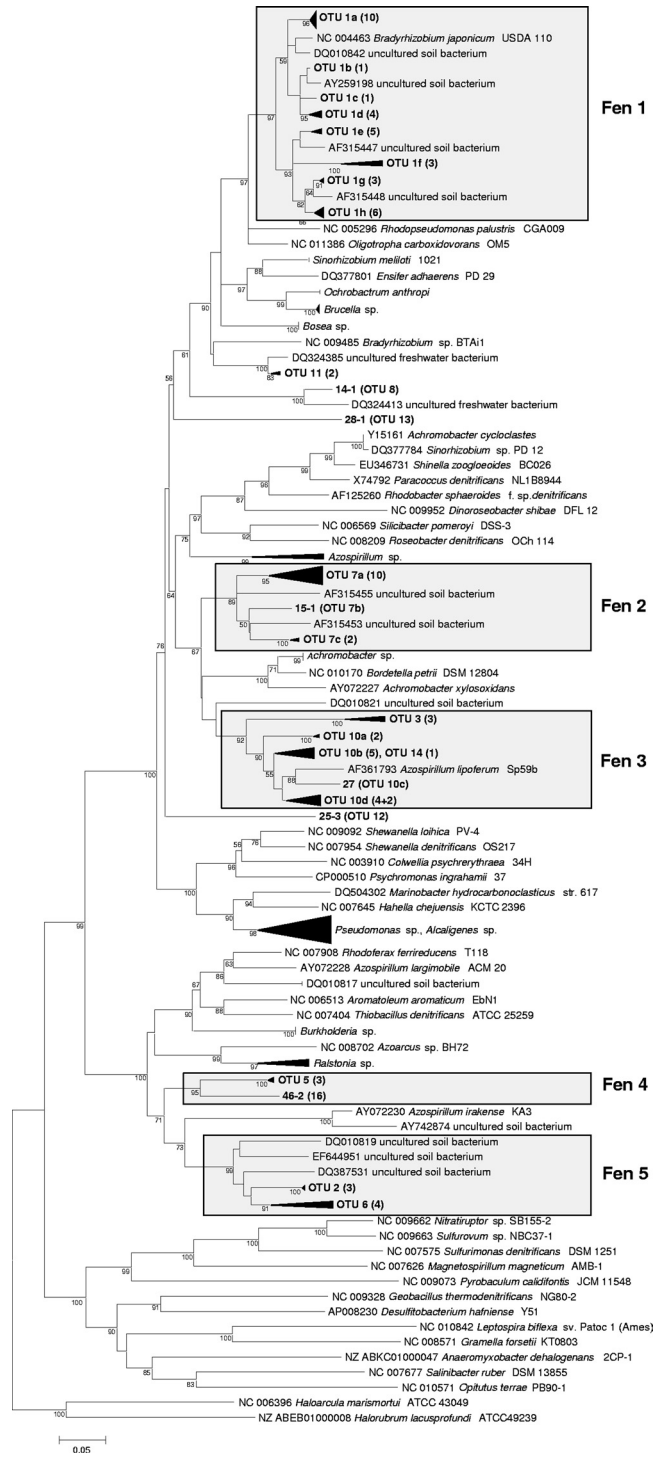 OTU 1a (10)
96
NC 004463 Bradyrhizobium japonicum USDA 110
59
DQ010842 uncultured soil bacterium
OTU 1b (1)
AY259198 uncultured soil bacterium
Fen 1
OTU 1c (1)
97
95
OTU 1d (4)
OTU 1e (5)
AF315447 uncultured soil bacterium
93
100
OTU 1f (3)
91
OTU 1g (3)
64
AF315448 uncultured soil bacterium
97
62
OTU 1h (6)
66
NC 005296 Rhodopseudomonas palustris CGA009
NC 011386 Oligotropha carboxidovorans OM5
Sinorhizobium meliloti 1021
88
DQ377801 Ensifer adhaerens PD 29
97
Ochrobactrum anthropi
99
100
Brucella sp.
90
100
Bosea sp.
NC 009485 Bradyrhizobium sp. BTAi1
DQ324385 uncultured freshwater bacterium
61
100
83
OTU 11 (2)
14-1 (OTU 8)
56
100
DQ324413 uncultured freshwater bacterium
28-1 (OTU 13)
Y15161 Achromobacter cycloclastes
DQ377784 Sinorhizobium sp. PD 12
99
EU346731 Shinella zoogloeoides BC026
99
X74792 Paracoccus denitrificans NL1B8944
96
AF125260 Rhodobacter sphaeroides f. sp.denitrificans
87
NC 009952 Dinoroseobacter shibae DFL 12
97
NC 006569 Silicibacter pomeroyi DSS-3
75
92
NC 008209 Roseobacter denitrificans OCh 114
99
Azospirillum sp.
OTU 7a (10)
95
64
AF315455 uncultured soil bacterium
89
15-1 (OTU 7b)
Fen 2
50
AF315453 uncultured soil bacterium
100
OTU 7c (2)
67
Achromobacter sp.
99
71
NC 010170 Bordetella petrii DSM 12804
76
100
AY072227 Achromobacter xylosoxidans
DQ010821 uncultured soil bacterium
OTU 3 (3)
92
100
OTU 10a (2)
100
90
OTU 10b (5), OTU 14 (1)
Fen 3
55
AF361793 Azospirillum lipoferum Sp59b
68
27 (OTU 10c)
OTU 10d (4+2)
100
25-3 (OTU 12)
NC 009092 Shewanella loihica PV-4
56
76
NC 007954 Shewanella denitrificans OS217
96
NC 003910 Colwellia psychrerythraea 34H
CP000510 Psychromonas ingrahamii 37
100
DQ504302 Marinobacter hydrocarbonoclasticus str. 617
94
NC 007645 Hahella chejuensis KCTC 2396
90
98
Pseudomonas sp., Alcaligenes sp.
99
NC 007908 Rhodoferax ferrireducens T118
63
AY072228 Azospirillum largimobile ACM 20
86
DQ010817 uncultured soil bacterium
67
NC 006513 Aromatoleum aromaticum EbN1
88
NC 007404 Thiobacillus denitrificans ATCC 25259
90
100
Burkholderia sp.
NC 008702 Azoarcus sp. BH72
99
97
Ralstonia sp.
100
OTU 5 (3)
95
46-2 (16)
Fen 4
71
AY072230 Azospirillum irakense KA3
100
AY742874 uncultured soil bacterium
73
DQ010819 uncultured soil bacterium
EF644951 uncultured soil bacterium
99
DQ387531 uncultured soil bacterium
Fen 5
100
OTU 2 (3)
91
OTU 6 (4)
NC 009662 Nitratiruptor sp. SB155-2
100
NC 009663 Sulfurovum sp. NBC37-1
100
NC 007575 Sulfurimonas denitrificans DSM 1251
99
NC 007626 Magnetospirillum magneticum AMB-1
100
NC 009073 Pyrobaculum calidifontis JCM 11548
NC 009328 Geobacillus thermodenitrificans NG80-2
91
AP008230 Desulfitobacterium hafniense Y51
90
NC 010842 Leptospira biflexa sv. Patoc 1 (Ames)
100
NC 008571 Gramella forsetii KT0803
NZ ABKC01000047 Anaeromyxobacter dehalogenans 2CP-1
85
NC 007677 Salinibacter ruber DSM 13855
83
NC 010571 Opitutus terrae PB90-1
NC 006396 Haloarcula marismortui ATCC 43049
100
NZ ABEB01000008 Halorubrum lacusprofundi ATCC49239
0.05